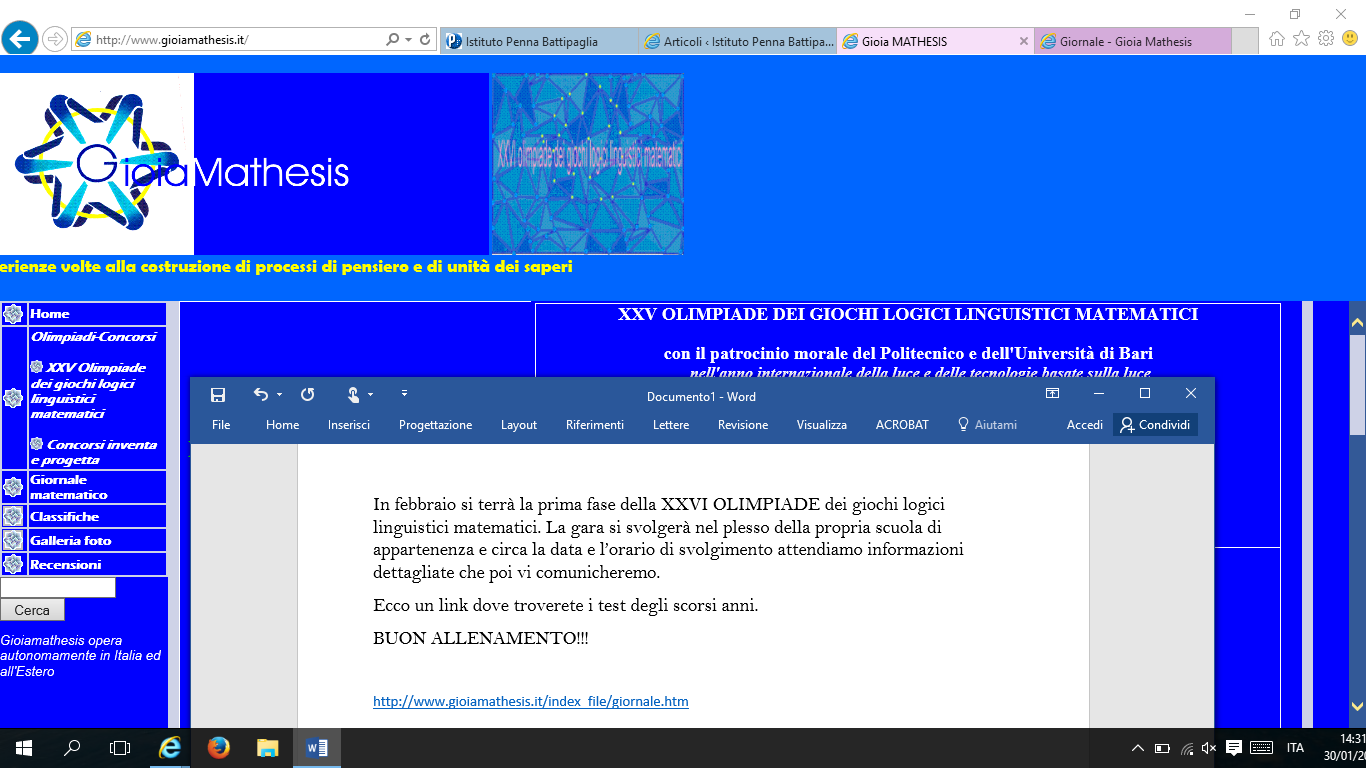 http://www.gioiamathesis.it/
Istituto Penna Battipaglia
Articoli ‹ Istituto Penna Battipa...
Gioia MATHESIS
Giornale - Gioia Mathesis
GioiaMathesis
XXVI olimpiade dei giochi logici linguistici matematici
erienze volte alla costruzione di processi di pensiero e di unità dei saperi
Home
Olimpiadi-Concorsi
XXV Olimpiade
dei giochi logici
linguistici
matematici
Concorsi inventa
e progetta
Giornale
matematico
Classifiche
Galleria foto
Recensioni
Cerca
Gioiamathesis opera
autonomamente in Italia ed
all'Estero
XXV OLIMPIADE DEI GIOCHI LOGICI LINGUISTICI MATEMATICI
con il patrocinio morale del Politecnico e dell'Università di Bari
nell'anno internazionale della luce e delle tecnologie basate sulla luce
Documento1 - Word
File Home Inserisci Progettazione Layout Riferimenti Lettere Revisione Visualizza ACROBAT Aiutami Accedi Condividi
In febbraio si terrà la prima fase della XXVI OLIMPIADE dei giochi logici
linguistici matematici. La gara si svolgerà nel plesso della propria scuola di
appartenenza e circa la data e l'orario di svolgimento attendiamo informazioni
dettagliate che poi vi comunicheremo.
Ecco un link dove troverete i test degli scorsi anni.
BUON ALLENAMENTO!!!
http://www.gioiamathesis.it/index_file/giornale.htm
ITA
14:31
30/01/20